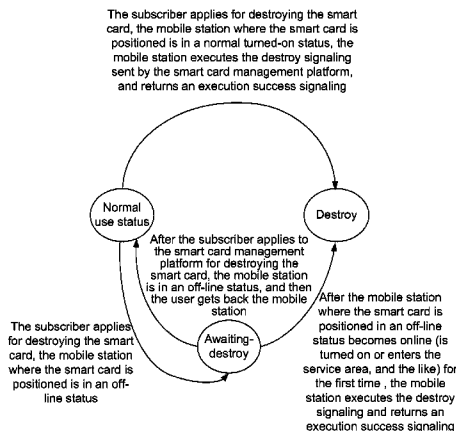 The subscriber applies for destroying the smart
card, the mobile station where the smart card is
positioned is in a normal turned-on status, the
mobile station executes the destroy signaling
sent by the smart card management platform,
and returns an execution success signaling
Normal
use status
Destroy
After the subscriber applies to
the smart card management
platform for destroying the
smart card, the mobile station
is in an off-line status, and then
the user gets back the mobile
station
Awaiting-
destroy
The subscriber applies
for destroying the smart
card, the mobile station
where the smart card is
positioned is in an off-
line status
After the mobile station
where the smart card is
positioned in an off-line
status becomes online (is
turned on or enters the
service area, and the like) for
the first time , the mobile
station executes the destroy
signaling and returns an
execution success signaling